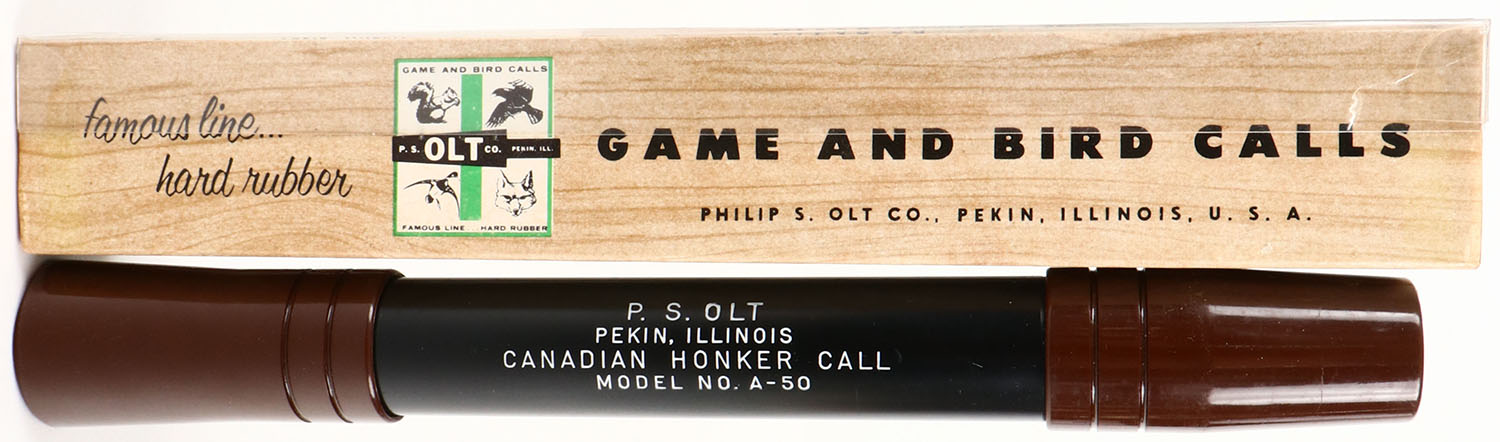 famous line...
hard rubber
GAME AND BIRD CALLS
P. S. OLT CO. PEKIN, ILL.
FAMOUS LINE HARD RUBBER
GAME AND BIRD CALLS
PHILIP S. OLT CO., PEKIN, ILLINOIS, U. S. A.
P. S. OLT
PEKIN, ILLINOIS
CANADIAN HONKER CALL
MODEL NO. A-50